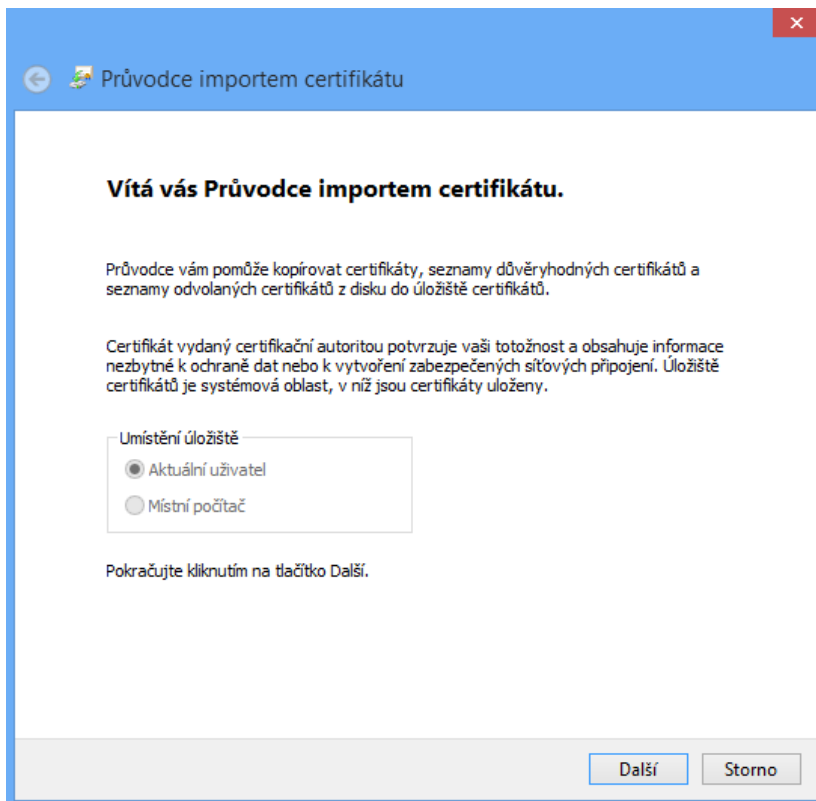 Průvodce importem certifikátu
Vítá vás Průvodce importem certifikátu.
Průvodce vám pomůže kopírovat certifikáty, seznamy důvěryhodných certifikátů a
seznamy odvolaných certifikátů z disku do úložiště certifikátů.
Certifikát vydaný certifikační autoritou potvrzuje vaši totožnost a obsahuje informace
nezbytné k ochraně dat nebo k vytvoření zabezpečených síťových připojení. Úložiště
certifikátů je systémová oblast, v níž jsou certifikáty uloženy.
Umístění úložiště
Aktuální uživatel
Místní počítač
Pokračujte kliknutím na tlačítko Další.
Další
Storno